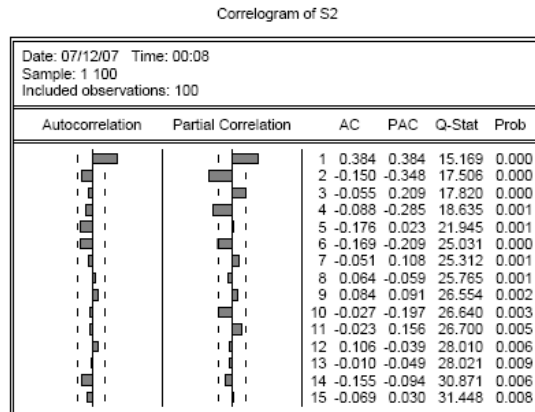 Correlogram of S2
Date: 07/12/07 Time: 00:08
Sample: 1 100
Included observations: 100
Autocorrelation Partial Correlation AC PAC Q-Stat Prob
1 0.384 0.384 15.169 0.000
2 -0.150 -0.348 17.506 0.000
3 -0.055 0.209 17.820 0.000
4 -0.088 -0.285 18.635 0.001
5 -0.176 0.023 21.945 0.001
6 -0.169 -0.209 25.031 0.000
7 -0.051 0.108 25.312 0.001
8 0.064 -0.059 25.765 0.001
9 0.084 0.091 26.554 0.002
10 -0.027 -0.197 26.640 0.003
11 -0.023 0.156 26.700 0.005
12 0.106 -0.039 28.010 0.006
13 -0.010 -0.049 28.021 0.009
14 -0.155 -0.094 30.871 0.006
15 -0.069 0.030 31.448 0.008